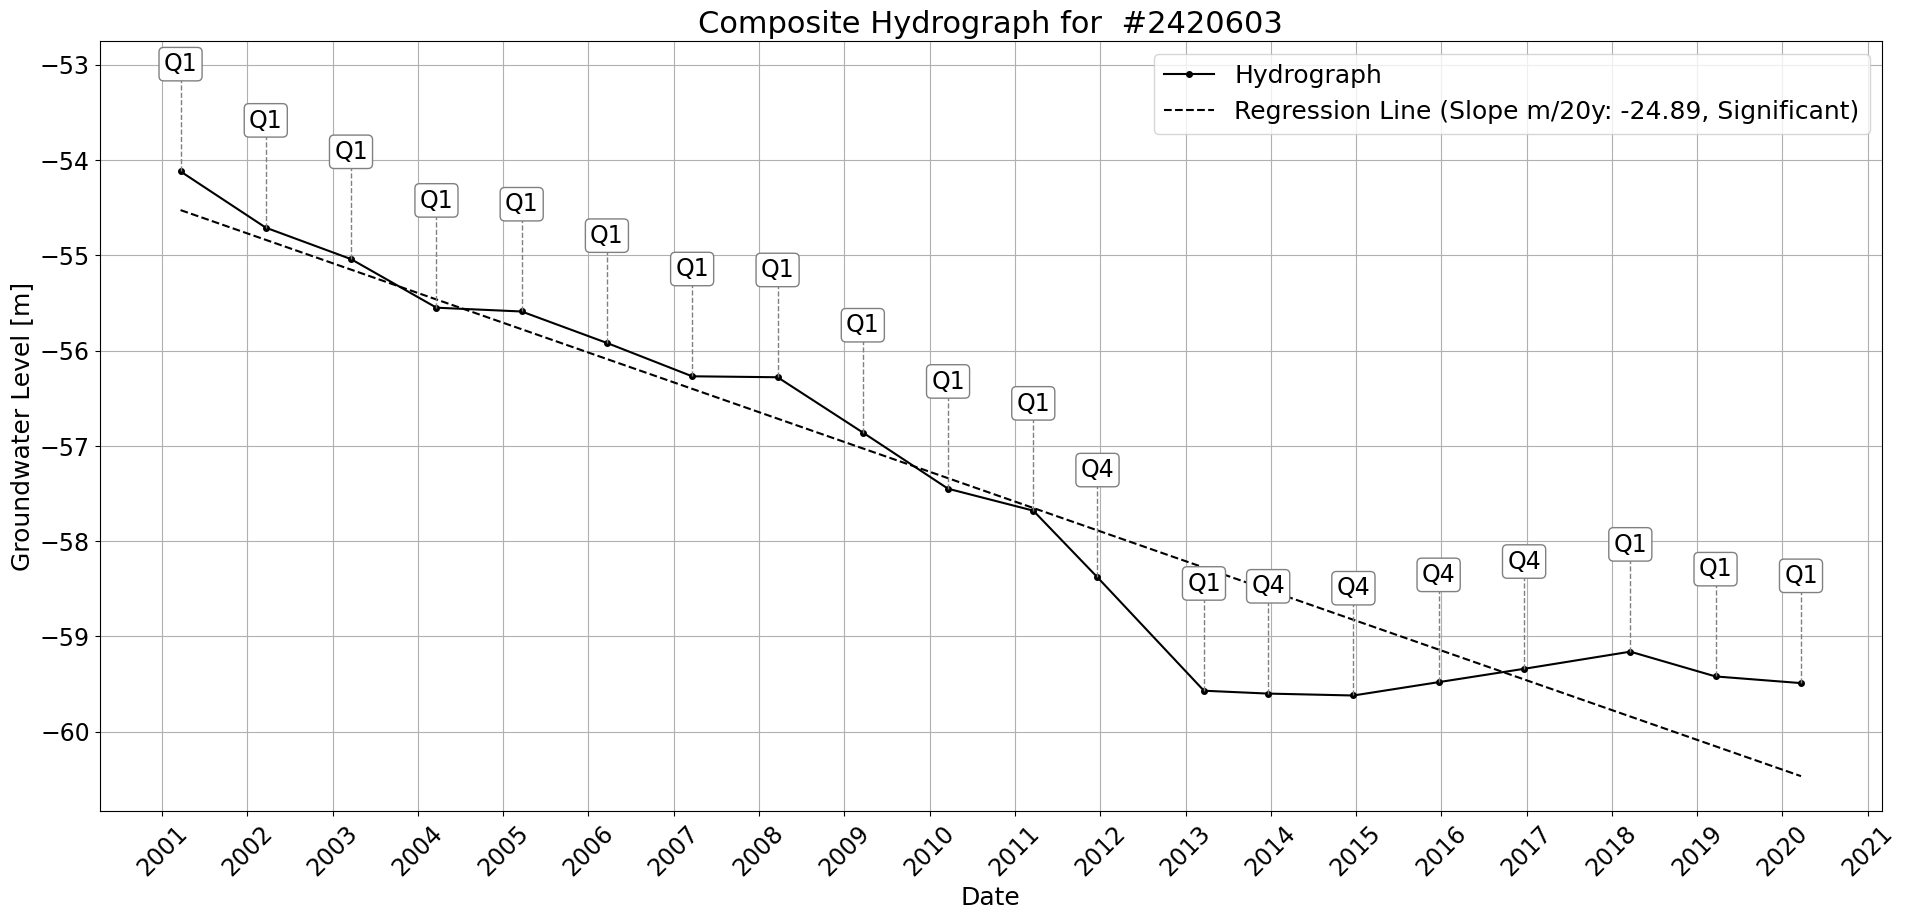 Composite Hydrograph for #2420603
Hydrograph
Regression Line (Slope m/20y: -24.89, Significant)
Groundwater Level [m]
−53
−54
−55
−56
−57
−58
−59
−60
Q1
Q1
Q1
Q1
Q1
Q1
Q1
Q1
Q1
Q1
Q1
Q4
Q1
Q4
Q4
Q4
Q4
Q1
Q1
Q1
2001
2002
2003
2004
2005
2006
2007
2008
2009
2010
2011
2012
2013
2014
2015
2016
2017
2018
2019
2020
2021
Date